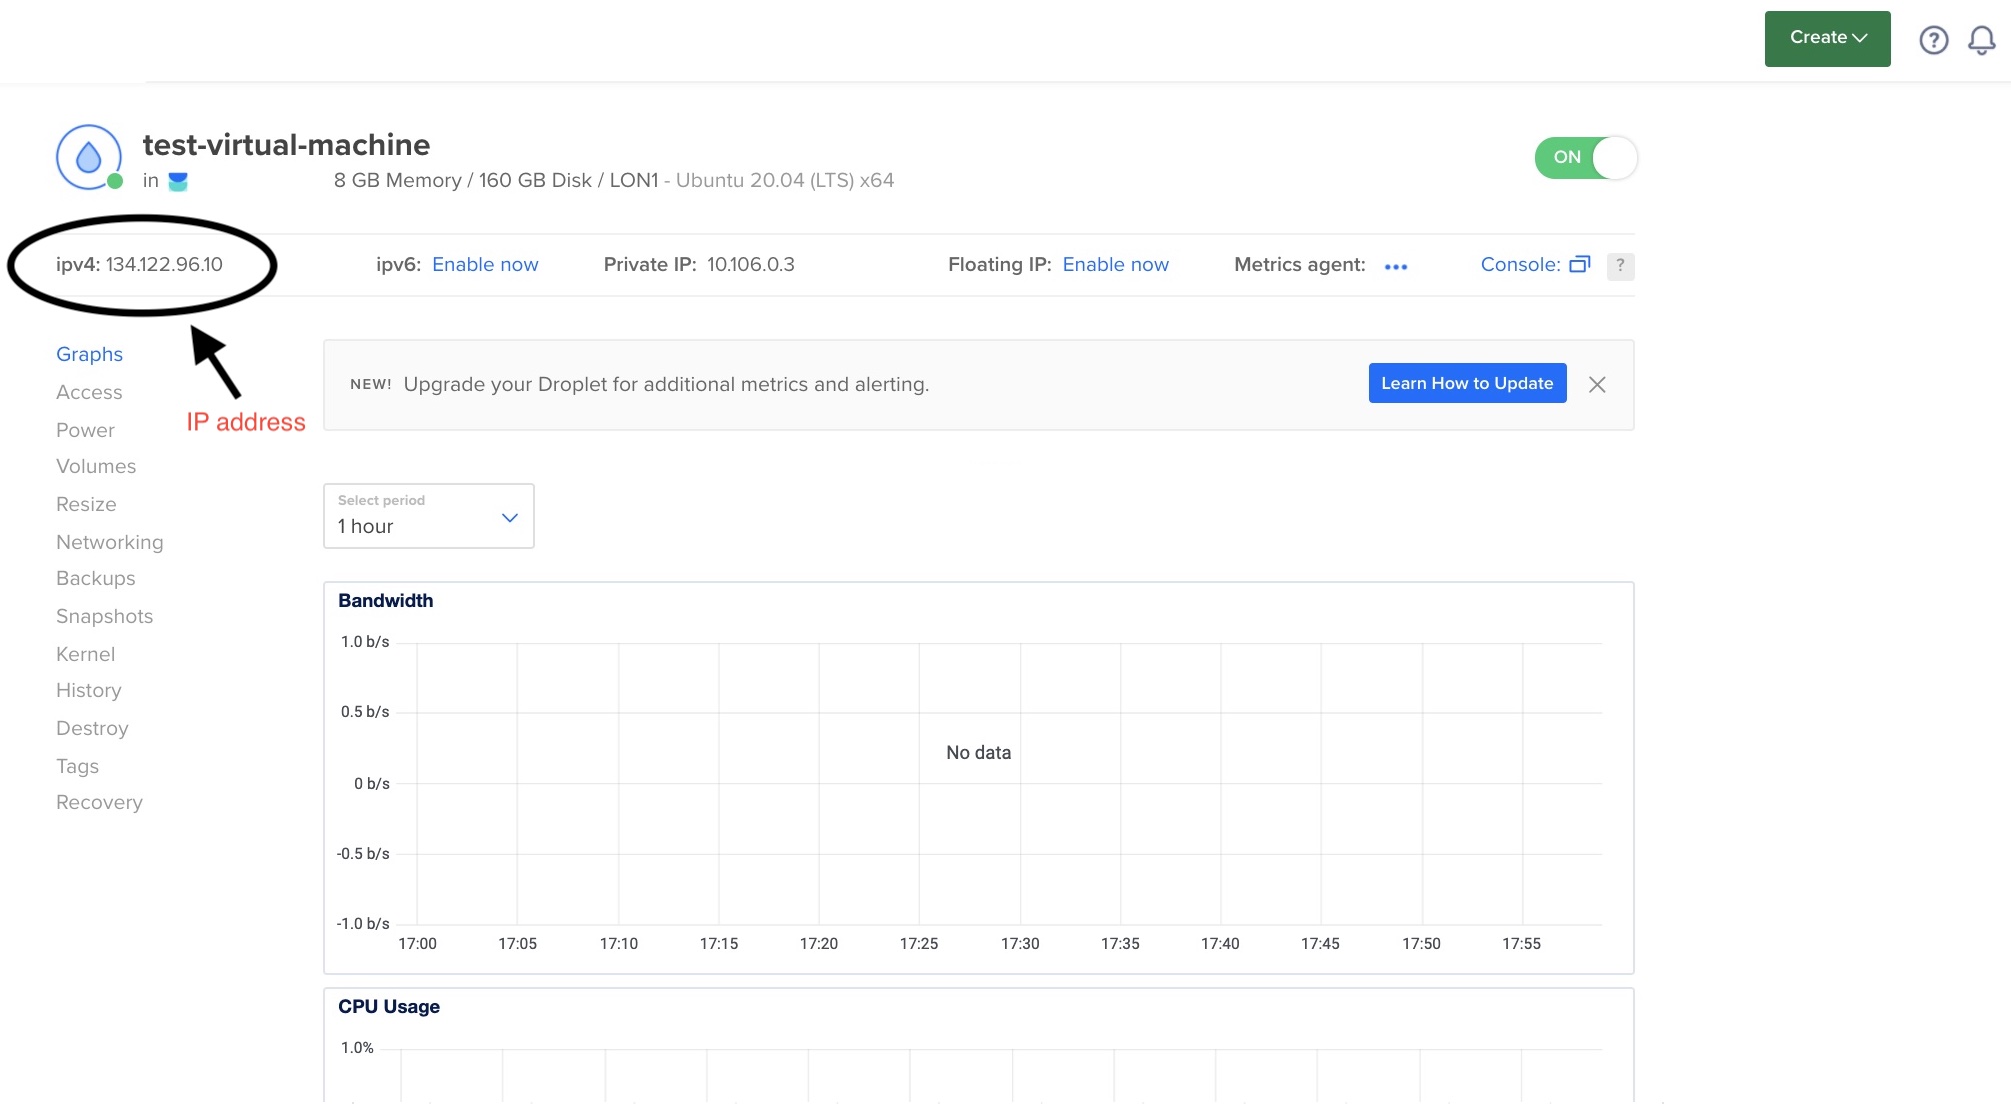 Create
?
test-virtual-machine
ON
in
8 GB Memory / 160 GB Disk / LON1 - Ubuntu 20.04 (LTS) x64
ipv4: 134.122.96.10 ipv6: Enable now Private IP: 10.106.0.3 Floating IP: Enable now Metrics agent: Console: ?
Graphs
Access
Power
Volumes
Resize
Networking
Backups
Snapshots
Kernel
History
Destroy
Tags
Recovery
IP address
NEW! Upgrade your Droplet for additional metrics and alerting. Learn How to Update
Select period
1 hour
Bandwidth
1.0 b/s
0.5 b/s
0 b/s
-0.5 b/s
-1.0 b/s
No data
17:00 17:05 17:10 17:15 17:20 17:25 17:30 17:35 17:40 17:45 17:50 17:55
CPU Usage
1.0%